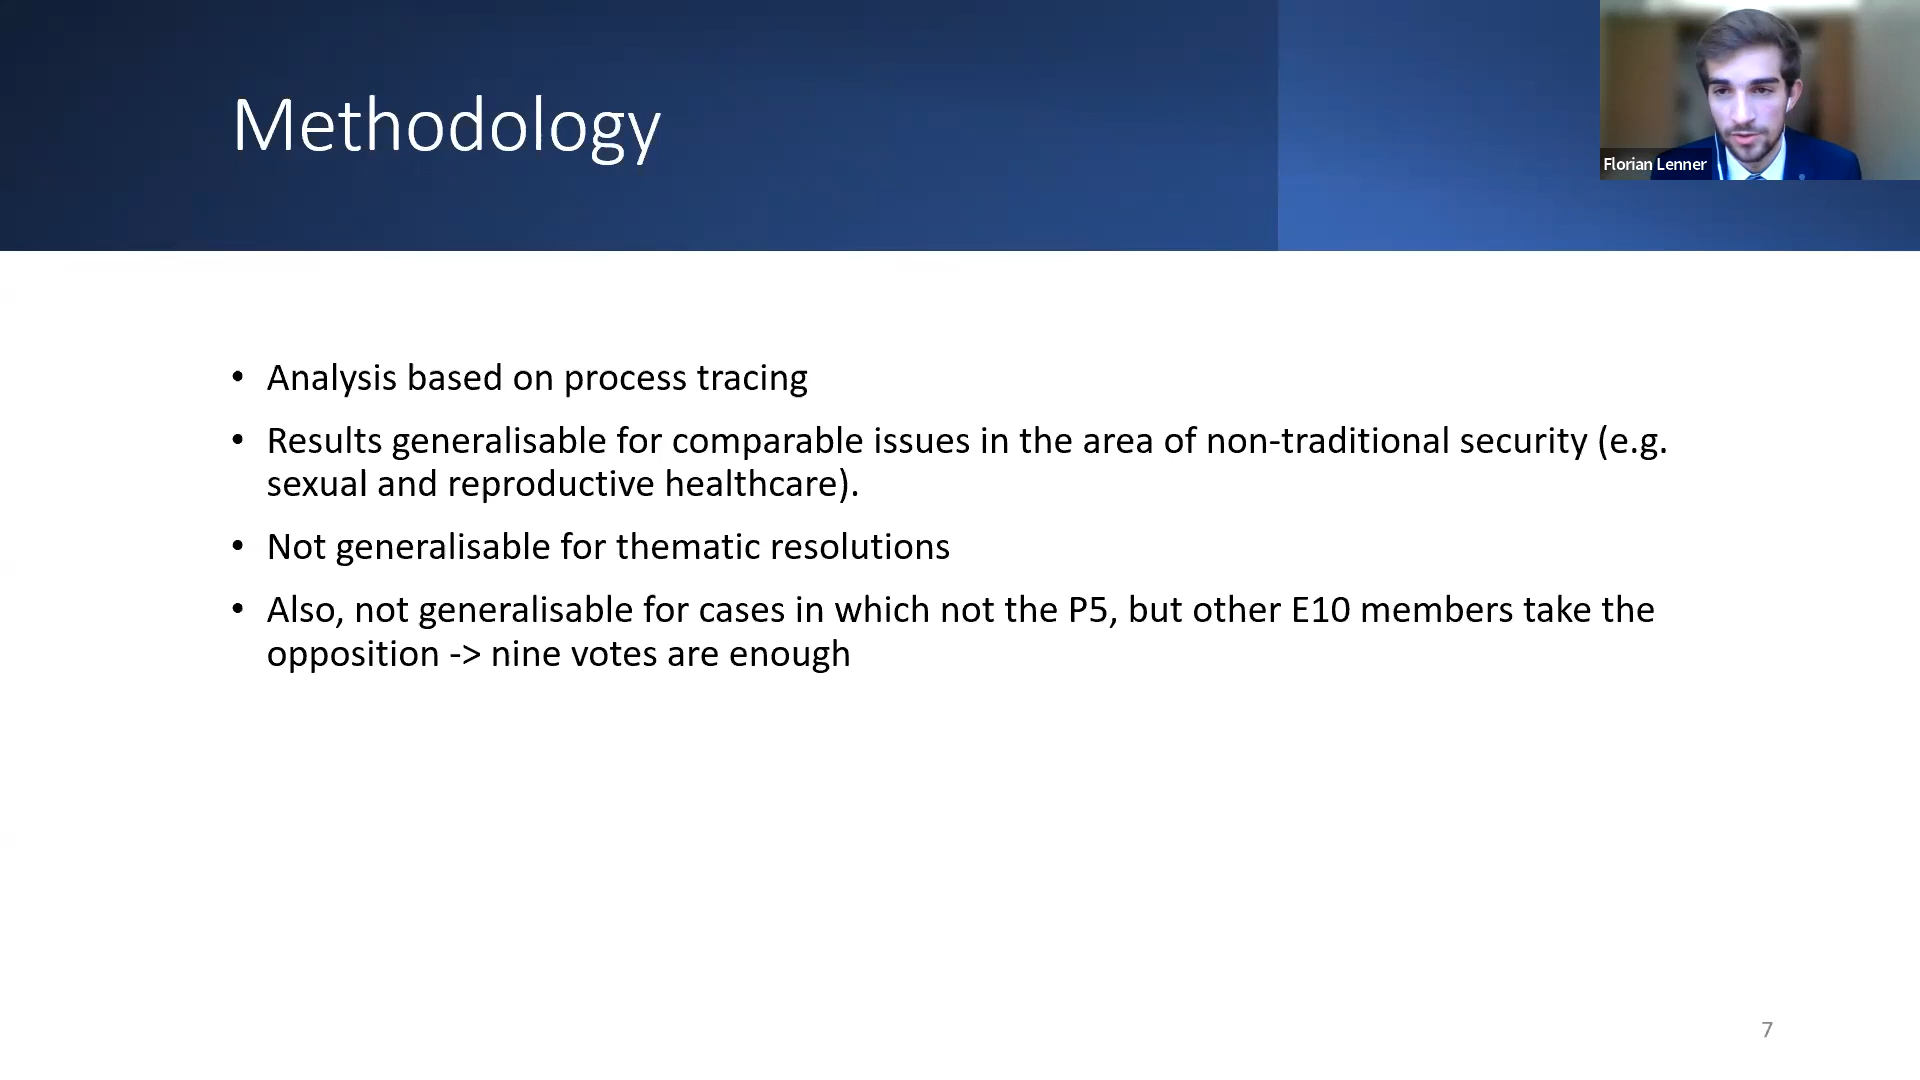 Methodology
Florian Lenner
• Analysis based on process tracing
• Results generalisable for comparable issues in the area of non-traditional security (e.g.
sexual and reproductive healthcare).
• Not generalisable for thematic resolutions
• Also, not generalisable for cases in which not the P5, but other E10 members take the
opposition -> nine votes are enough
7